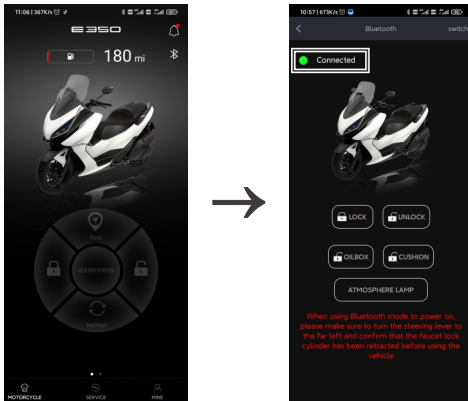 11:06 | 367K/s
E350
180 mi
Find
ZONTES
Refresh
MOTORCYCLE
SERVICE
MINE
10:57 | 673K/s
Bluetooth
switch
Connected
LOCK
UNLOCK
OILBOX
CUSHION
ATMOSPHERE LAMP
When using Bluetooth mode to power on,
please make sure to turn the steering lever to
the far left and confirm that the faucet lock
cylinder has been retracted before using the
vehicle